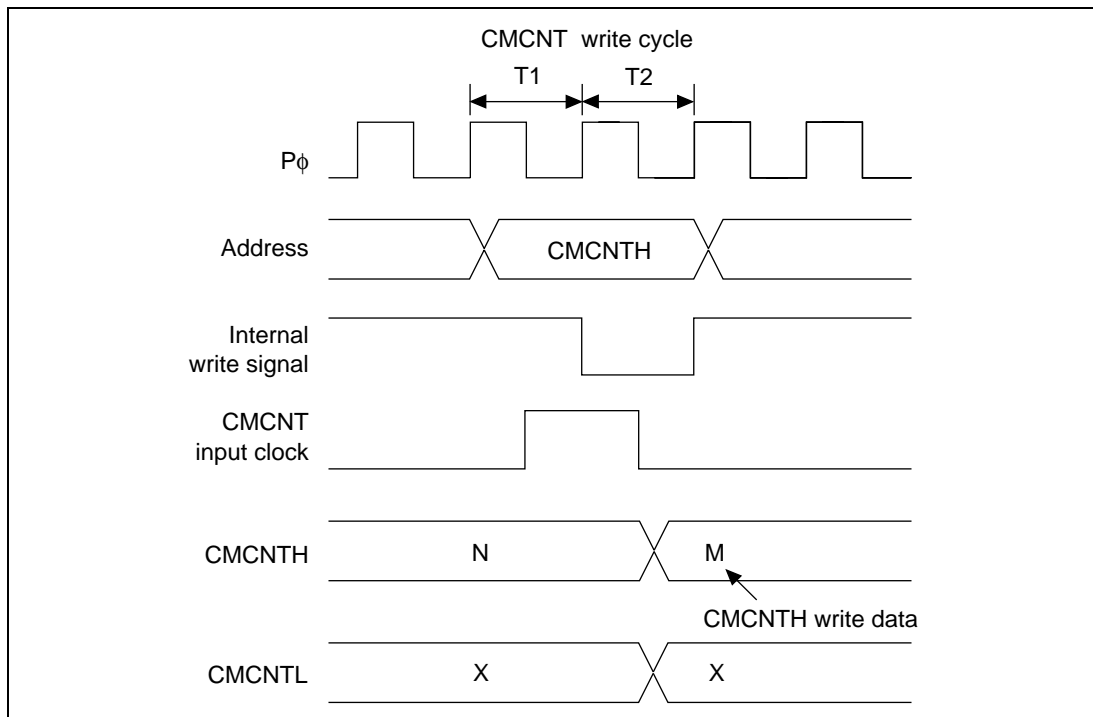 CMCNT write cycle
T1 T2
Pϕ
Address CMCNTH
Internal
write signal
CMCNT
input clock
CMCNTH N M
CMCNTH write data
CMCNTL X X